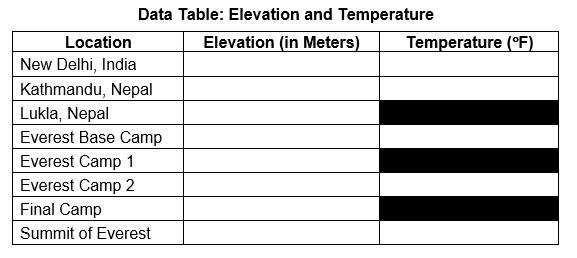 Data Table: Elevation and Temperature
Location Elevation (in Meters) Temperature (°F)
New Delhi, India
Kathmandu, Nepal
Lukla, Nepal
Everest Base Camp
Everest Camp 1
Everest Camp 2
Final Camp
Summit of Everest